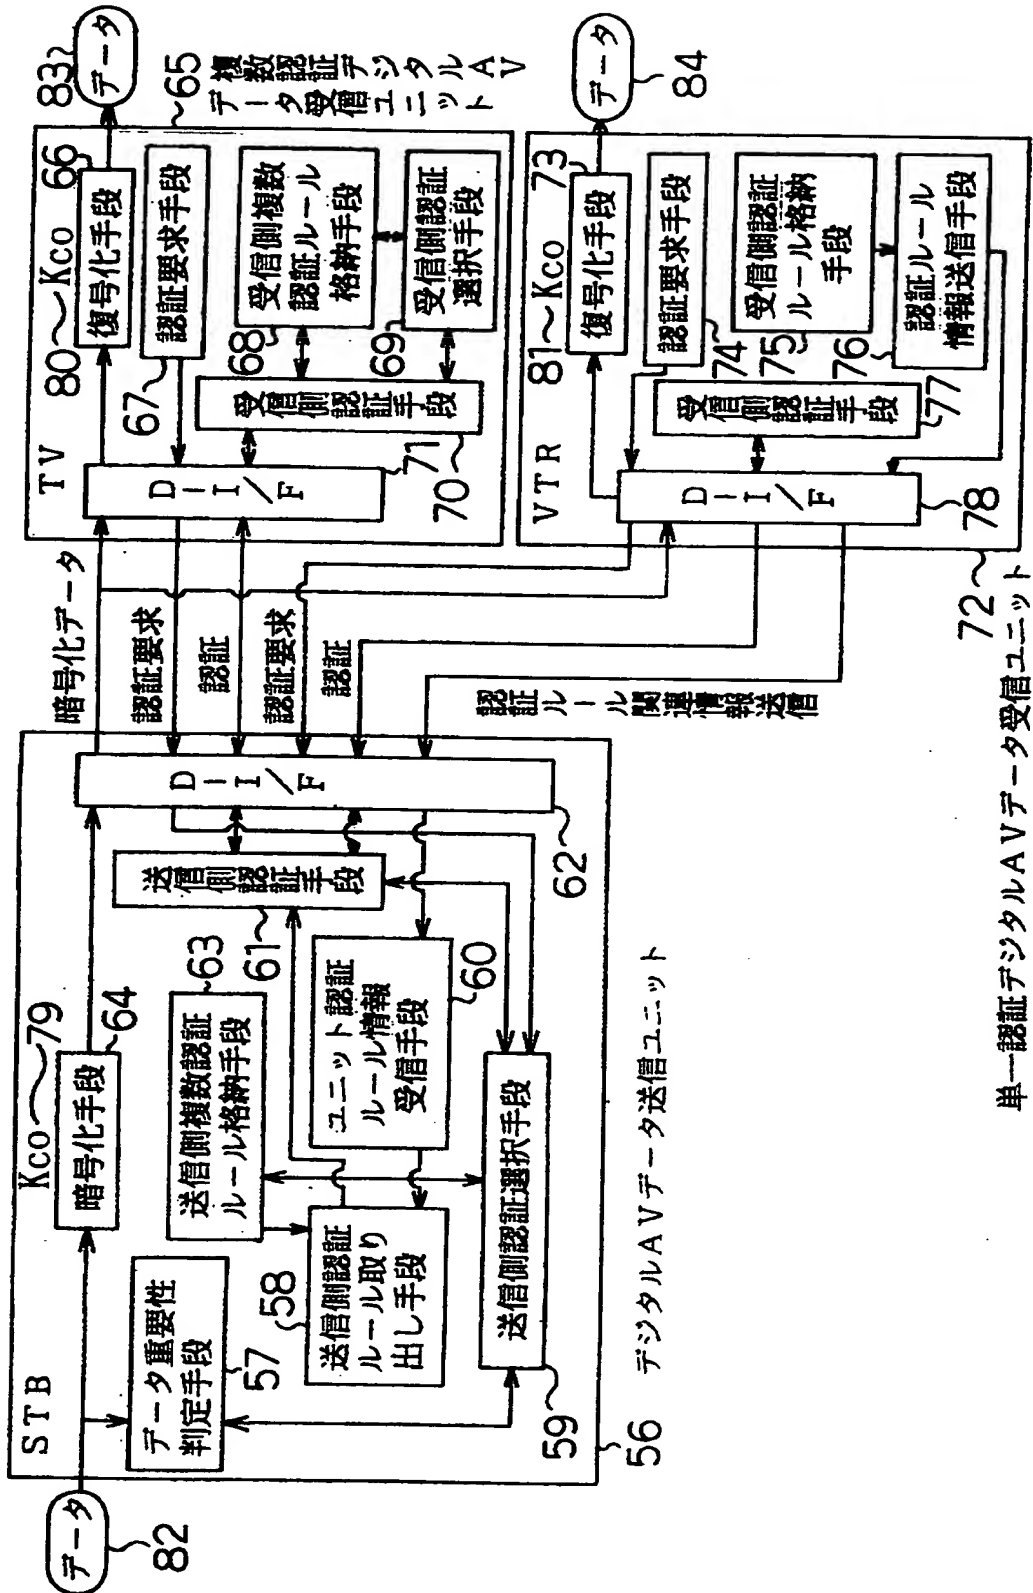 データ
82
STB
データ重要性
判定手段
57
Kco
79
暗号化手段
64
送信側複数認証
ルール格納手段
63
送信側認証
ルール取り
出し手段
58
ユニット認証
ルール情報
受信手段
60
送信側認証手段
61
送信側認証選択手段
59
D-I/F
62
56
デジタルAVデータ送信ユニット
暗号化データ
認証要求
認証
認証要求
認証
認証ルール関連情報送信
TV
D-I/F
71
80
Kco
66
復号化手段
認証要求手段
67
受信側複数
認証ルール
格納手段
68
受信側認証
選択手段
69
受信側認証手段
70
83
データ
65
複数認証デジタルAV
データ受信ユニット
VTR
D-I/F
78
81
Kco
73
復号化手段
認証要求手段
74
受信側認証
ルール格納
手段
75
認証ルール
情報送信手段
76
受信側認証手段
77
データ
84
72
単一認証デジタルAVデータ受信ユニット